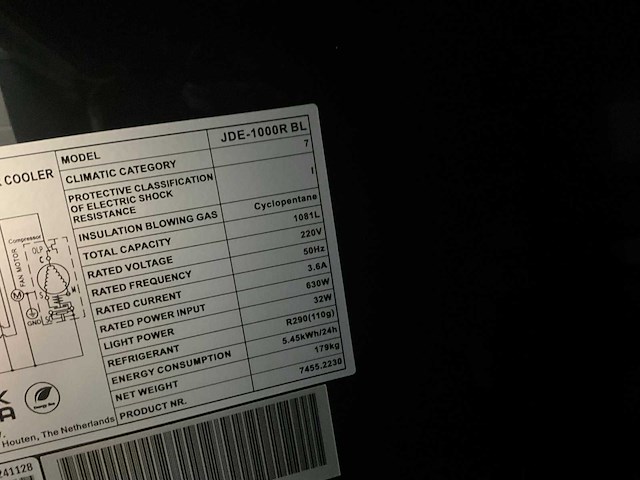 COOLER
MODEL JDE-1000R BL
CLIMATIC CATEGORY 7
PROTECTIVE CLASSIFICATION
OF ELECTRIC SHOCK
RESISTANCE I
INSULATION BLOWING GAS Cyclopentane
TOTAL CAPACITY 1081L
RATED VOLTAGE 220V
RATED FREQUENCY 50Hz
RATED CURRENT 3.6A
RATED POWER INPUT 630W
LIGHT POWER 32W
REFRIGERANT R290(110g)
ENERGY CONSUMPTION 5.45kWh/24h
NET WEIGHT 179kg
PRODUCT NR. 7455.2230
Compressor
OLP
C
FAN MOTOR
M
S
M
GND
Houten, The Netherlands
241128